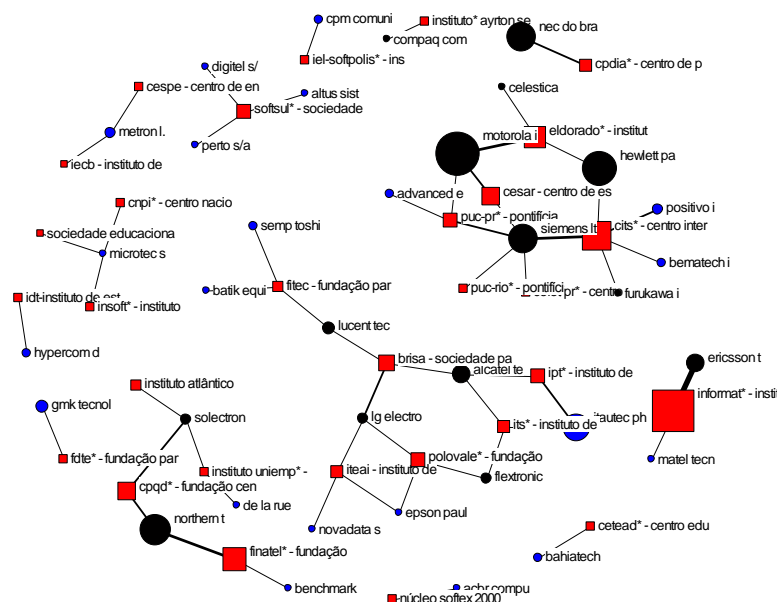 cpm comuni
instituto* ayrton se
nec do bra
compaq com
iel-softpolis* - ins
digitel s/
cpdia* - centro de p
cespe - centro de en
altus sist
celestica
softsul* - sociedade
motorola i
eldorado* - institut
metron l.
perto s/a
hewlett pa
iecb - instituto de
advanced e
cesar - centro de es
cnpi* - centro nacio
positivo i
puc-pr* - pontifícia
semp toshi
siemens lt
cits* - centro inter
sociedade educaciona
microtec s
bematech i
batik equi
fitec - fundação par
puc-rio* - pontifíci
furukawa i
idt-instituto de est
insoft* - instituto
lucent tec
hypercom d
brisa - sociedade pa
ericsson t
alcatel te
ipt* - instituto de
instituto atlântico
informat* - insti
gmk tecnol
solectron
lg electro
its* - instituto de
itautec ph
fdte* - fundação par
polovale* - fundação
matel tecn
instituto uniemp* -
iteai - instituto de
flextronic
cpqd* - fundação cen
de la rue
epson paul
northern t
novadata s
cetead* - centro edu
finatel* - fundação
bahiatech
benchmark
achr compu
núcleo softex 2000